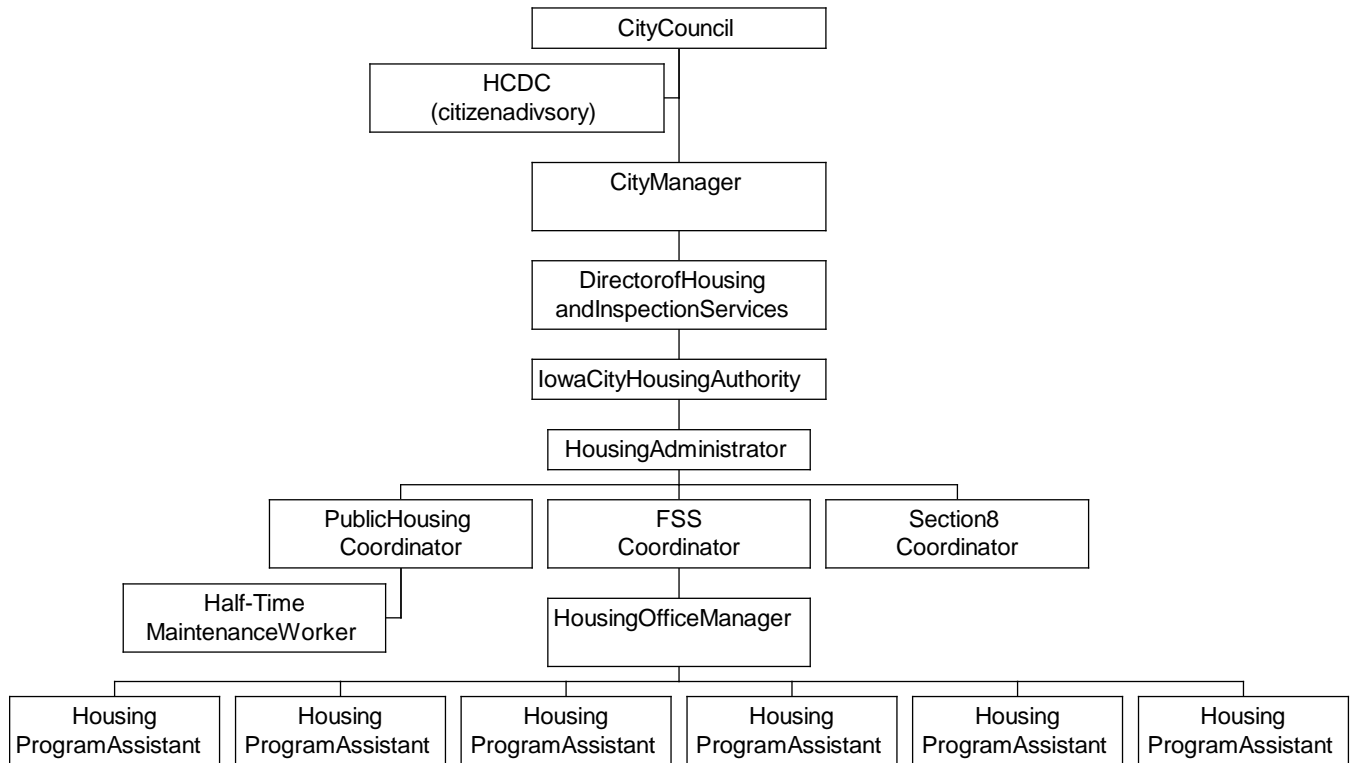 CityCouncil
HCDC
(citizenadivsory)
CityManager
DirectorofHousing
andInspectionServices
IowaCityHousingAuthority
HousingAdministrator
PublicHousing
Coordinator
FSS
Coordinator
Section8
Coordinator
Half-Time
MaintenanceWorker
HousingOfficeManager
Housing
ProgramAssistant
Housing
ProgramAssistant
Housing
ProgramAssistant
Housing
ProgramAssistant
Housing
ProgramAssistant
Housing
ProgramAssistant